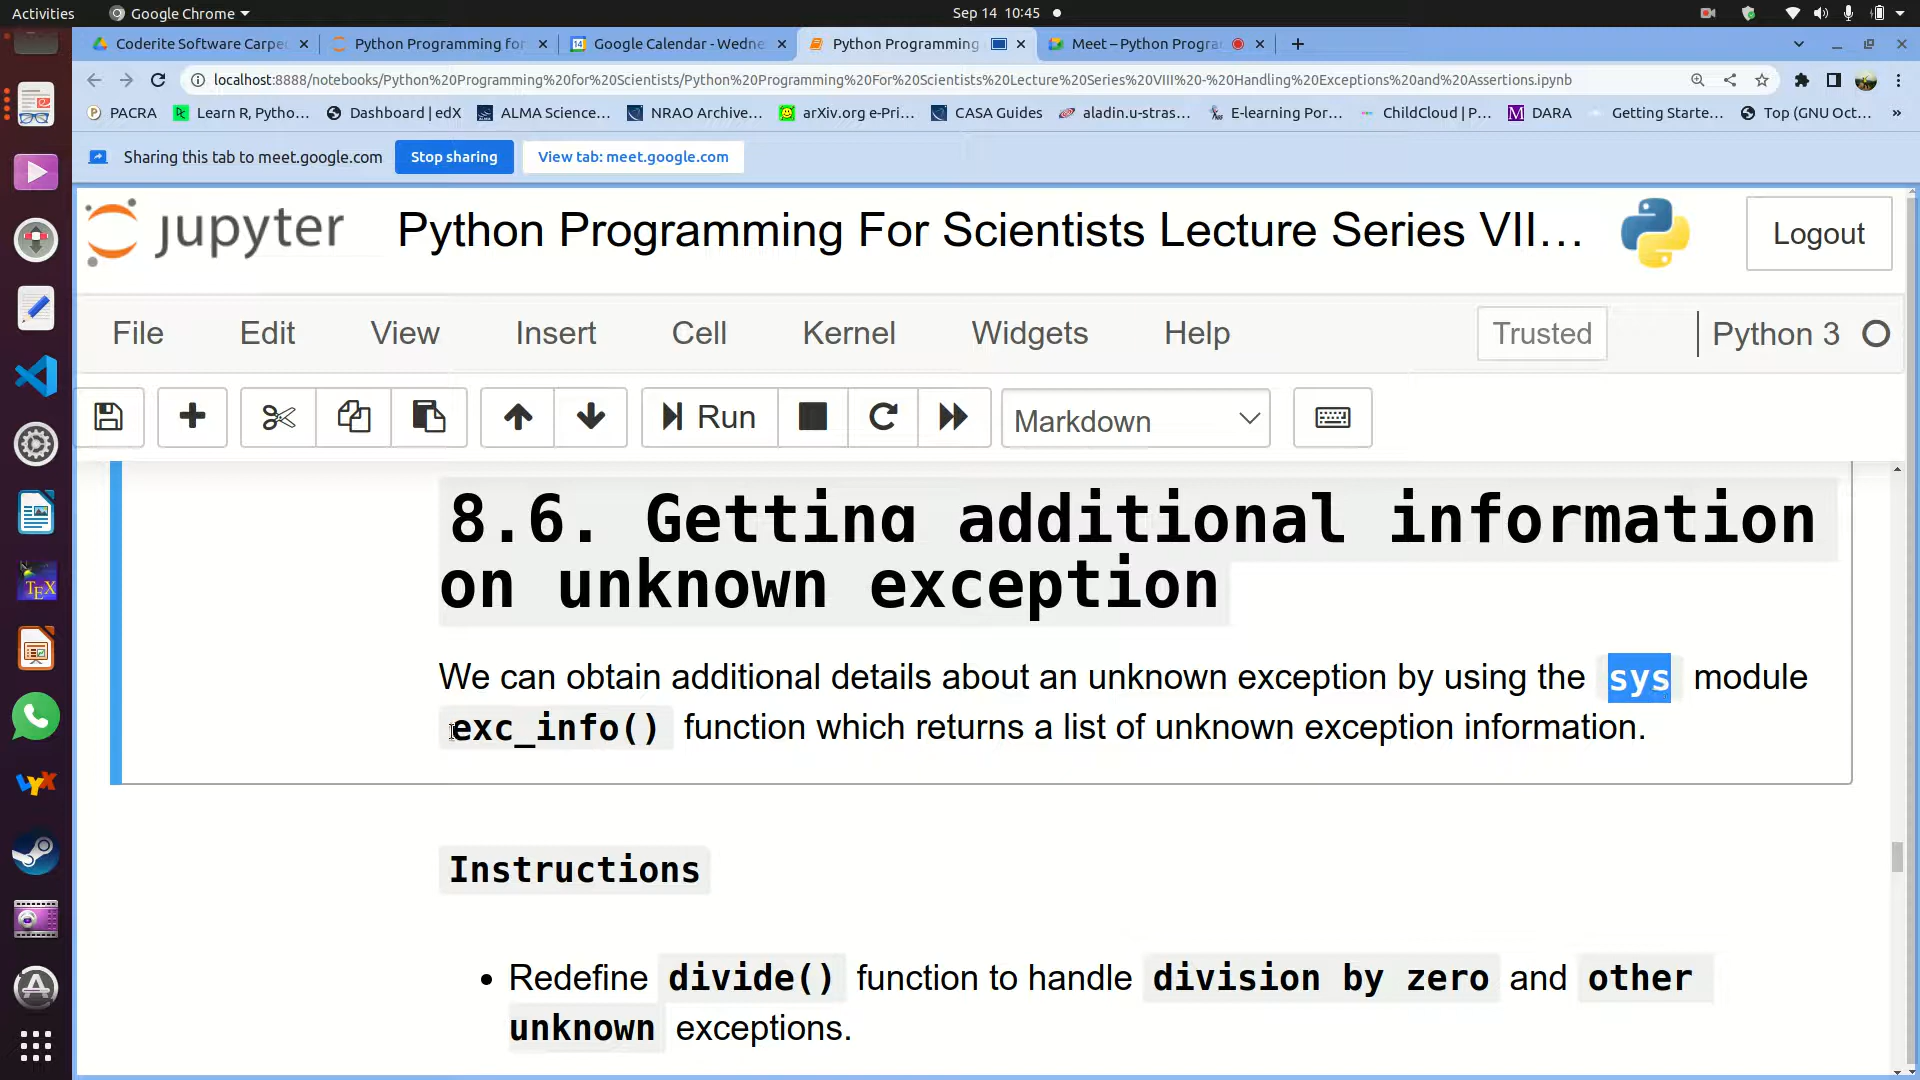 Activities Google Chrome Sep 14 10:45
Coderite Software Carpe Python Programming for Google Calendar - Wedne Python Programming Meet – Python Progra
localhost:8888/notebooks/Python%20Programming%20for%20Scientists/Python%20Programming%20For%20Scientists%20Lecture%20Series%20VIII%20-%20Handling%20Exceptions%20and%20Assertions.ipynb
PACRA Learn R, Pytho... Dashboard | edX ALMA Science... NRAO Archive... arXiv.org e-Pri... CASA Guides aladin.u-stras... E-learning Por... ChildCloud | P... DARA Getting Starte... Top (GNU Oct... »
Sharing this tab to meet.google.com Stop sharing View tab: meet.google.com
jupyter Python Programming For Scientists Lecture Series VII... Logout
File Edit View Insert Cell Kernel Widgets Help Trusted Python 3
Run Markdown
8.6. Getting additional information
on unknown exception
We can obtain additional details about an unknown exception by using the sys module
exc_info() function which returns a list of unknown exception information.
Instructions
Redefine divide() function to handle division by zero and other
unknown exceptions.
TEX
LYX